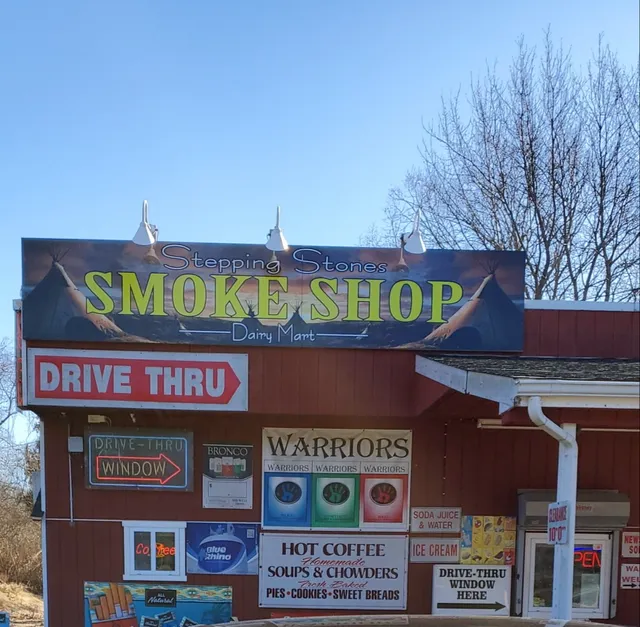 Stepping Stones
SMOKE SHOP
Dairy Mart
DRIVE THRU
DRIVE-THRU
WINDOW
BRONCO
WARRIORS
WARRIORS
WARRIORS
WARRIORS
SODA JUICE
& WATER
ICE CREAM
Coffee
Blue
Rhino
HOT COFFEE
Homemade
SOUPS & CHOWDERS
Fresh Baked
PIES•COOKIES•SWEET BREADS
DRIVE-THRU
WINDOW
HERE
OPEN
ALL
Natural